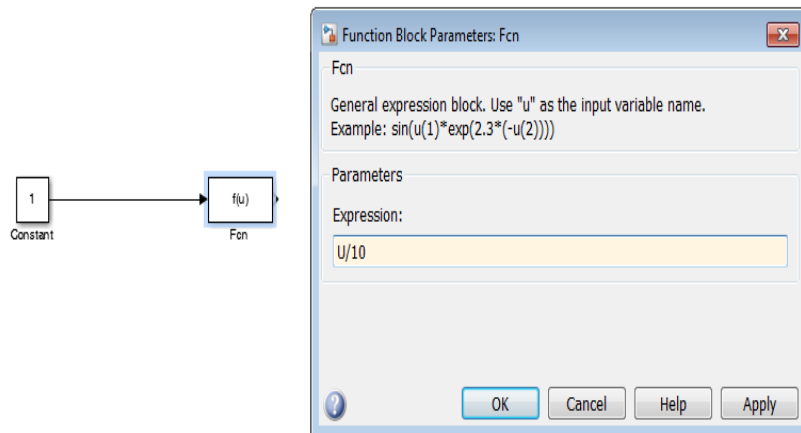 Function Block Parameters: Fcn
Fcn
General expression block. Use "u" as the input variable name.
Example: sin(u(1)*exp(2.3*(-u(2))))
Parameters
Expression:
U/10
OK Cancel Help Apply
1 f(u)
Constant Fcn